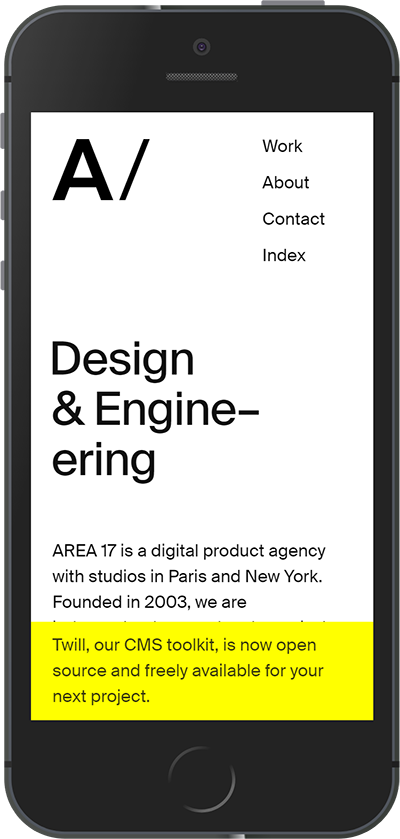 A/
Work
About
Contact
Index
Design
& Engine–
ering
AREA 17 is a digital product agency
with studios in Paris and New York.
Founded in 2003, we are
Twill, our CMS toolkit, is now open
source and freely available for your
next project.